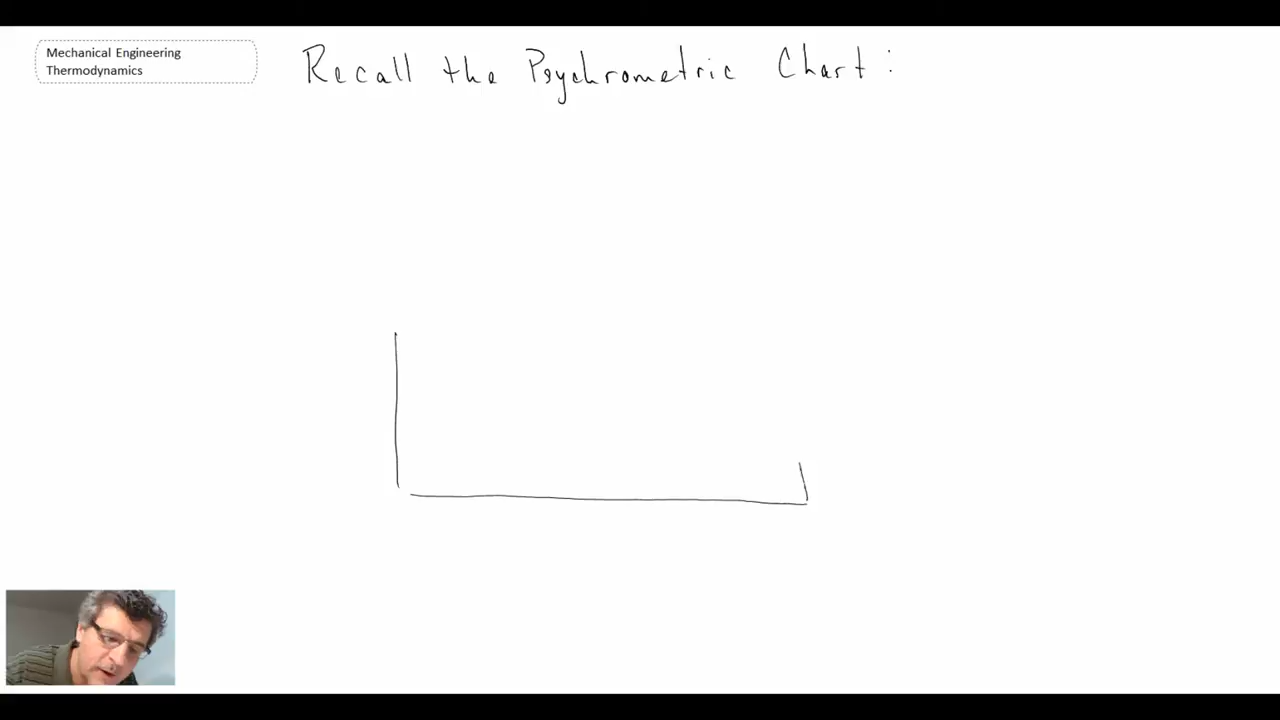 Mechanical Engineering
Thermodynamics
Recall the Psychrometric Chart :